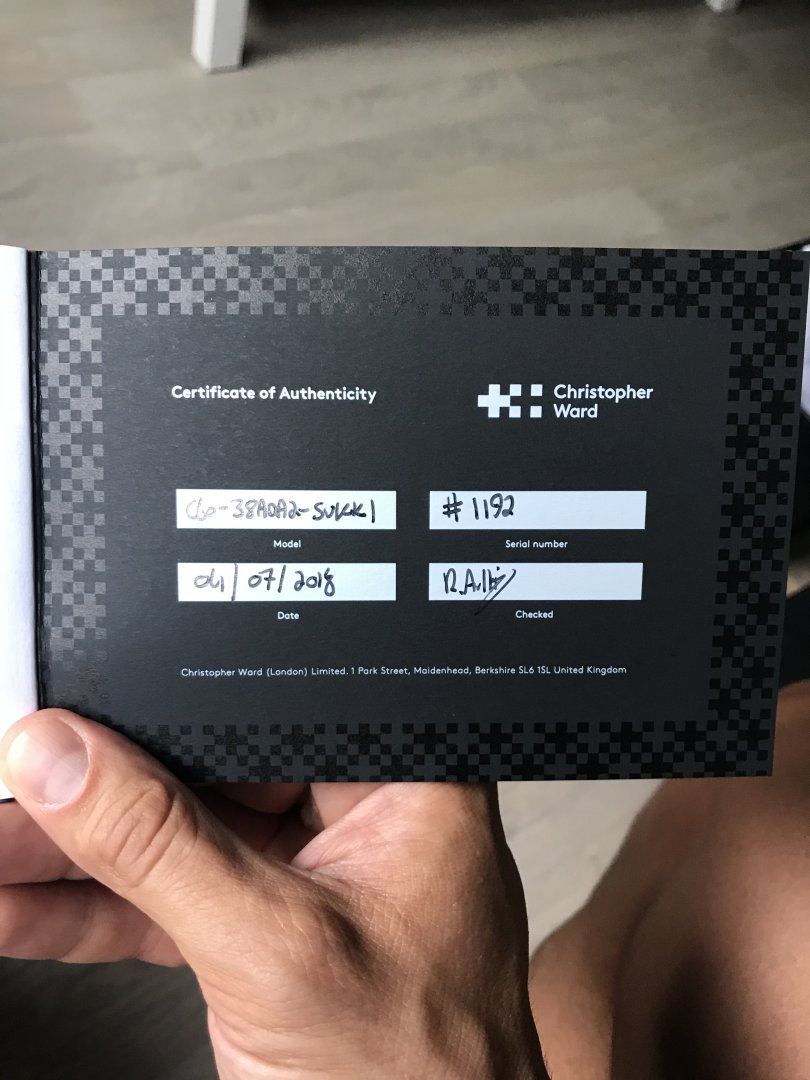 Certificate of Authenticity
Christopher
Ward
C60-38ADA2-SUKK1
# 1192
Model
Serial number
04/07/2018
Date
Checked
Christopher Ward (London) Limited. 1 Park Street, Maidenhead, Berkshire SL6 1SL United Kingdom